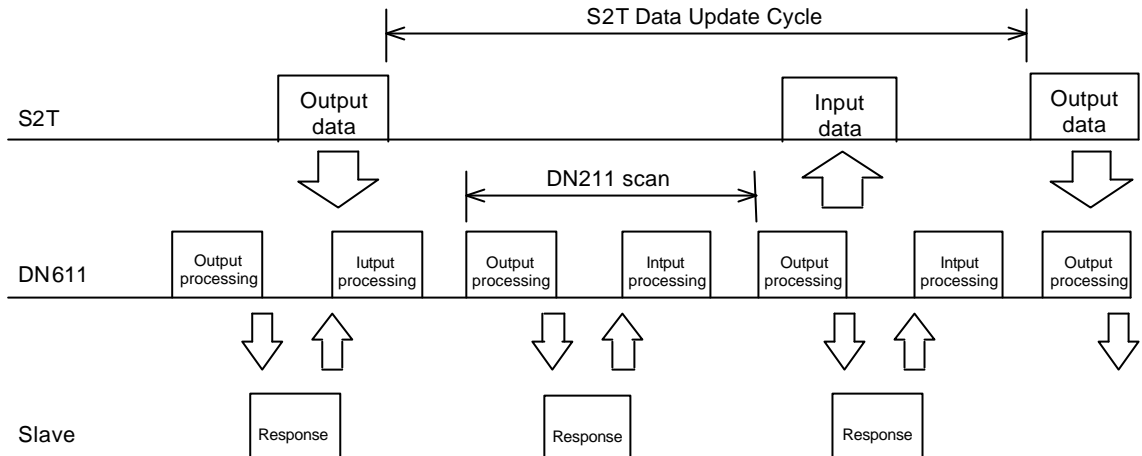 S2T Data Update Cycle
S2T
Output
data
Input
data
Output
data
DN211 scan
DN611
Output
processing
Iutput
processing
Output
processing
Intput
processing
Output
processing
Intput
processing
Output
processing
Slave
Response
Response
Response